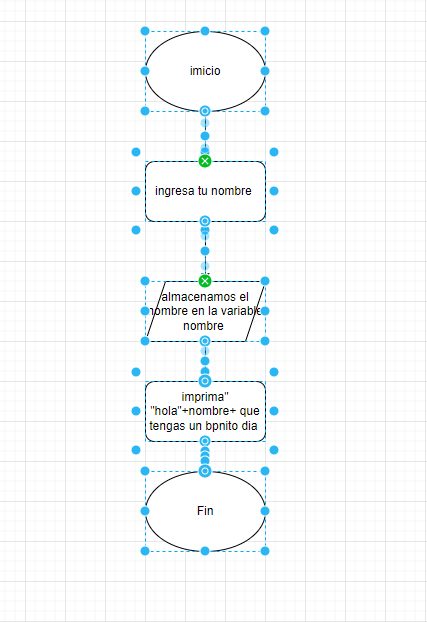 imicio
ingresa tu nombre
almacenamos el
nombre en la variable
nombre
imprima"
"hola"+nombre+ que
tengas un bpnito dia
Fin